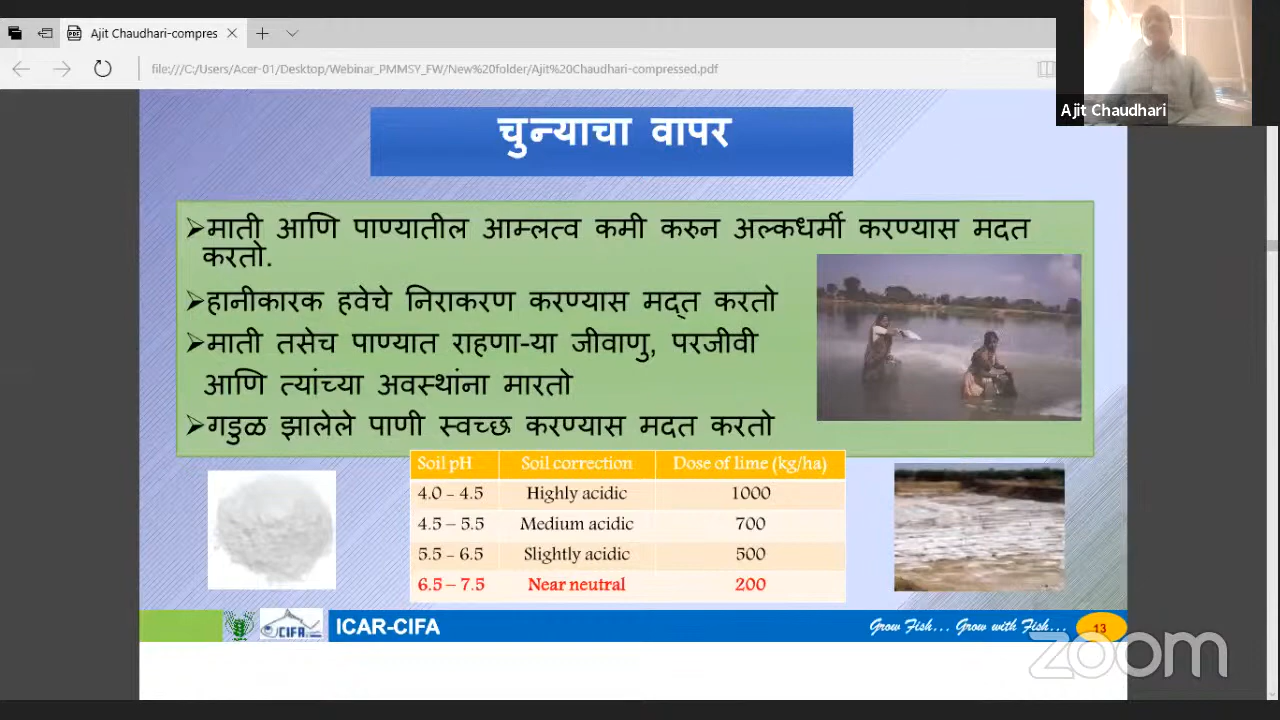 Ajit Chaudhari-compres
file:///C:/Users/Acer-01/Desktop/Webinar_PMMSY_FW/New%20folder/Ajit%20Chaudhari-compressed.pdf
Ajit Chaudhari
चुन्याचा वापर
➢माती आणि पाण्यातील आम्लत्व कमी करुन अल्कधर्मी करण्यास मदत
करतो.
➢हानीकारक हवेचे निराकरण करण्यास मद्त करतो
➢माती तसेच पाण्यात राहणा-या जीवाणु, परजीवी
आणि त्यांच्या अवस्थांना मारतो
➢गडुळ झालेले पाणी स्वच्छ करण्यास मदत करतो
Soil pH Soil correction Dose of lime (kg/ha)
4.0 – 4.5 Highly acidic 1000
4.5 – 5.5 Medium acidic 700
5.5 - 6.5 Slightly acidic 500
6.5 – 7.5 Near neutral 200
CIFA ICAR-CIFA Grow Fish... Grow with Fish... 13
zoom